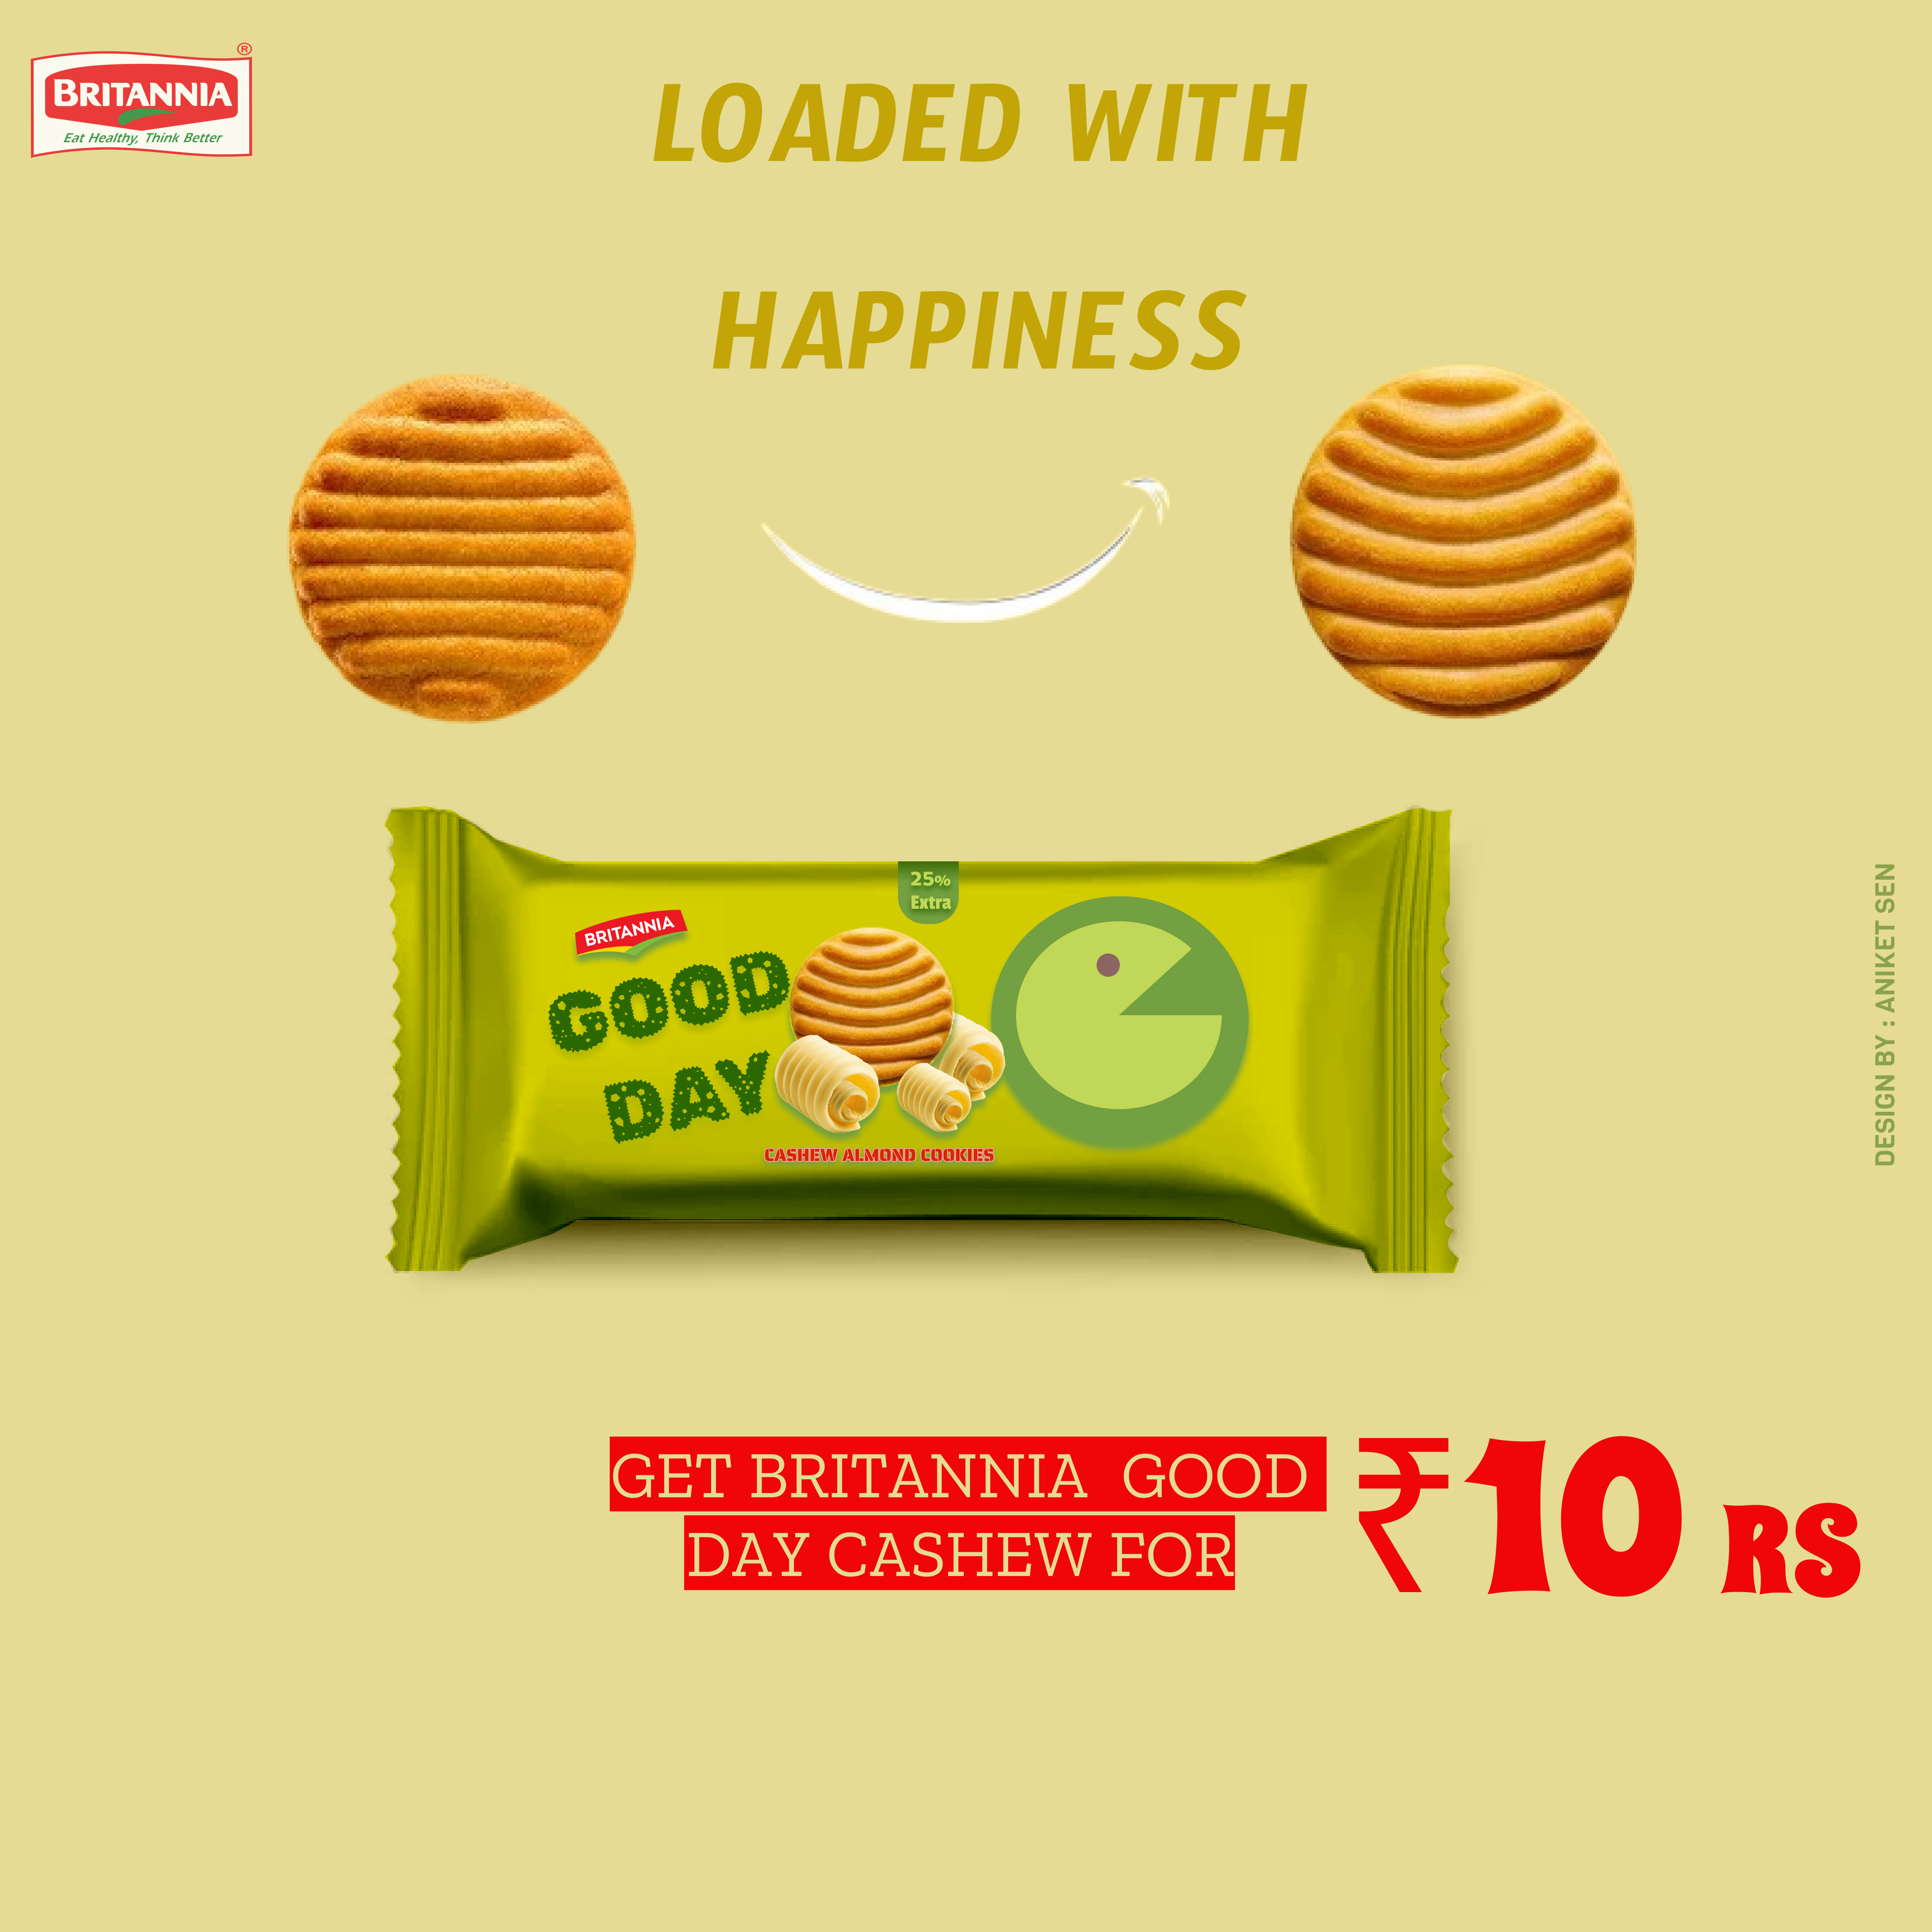 BRITANNIA ®
Eat Healthy, Think Better
LOADED WITH
HAPPINESS
25%
Extra
BRITANNIA
GOOD
DAY
CASHEW ALMOND COOKIES
DESIGN BY : ANIKET SEN
GET BRITANNIA GOOD
DAY CASHEW FOR
₹10 RS